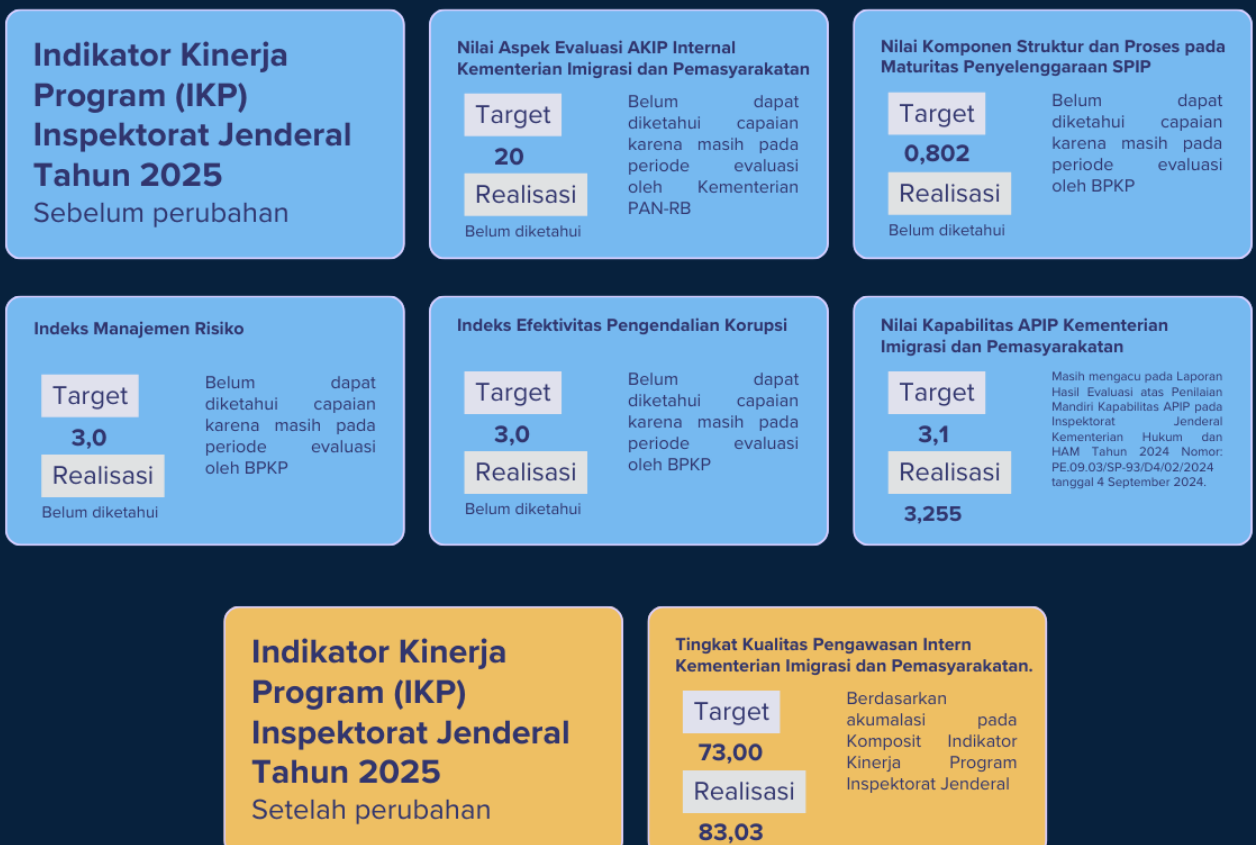 Indikator Kinerja
Program (IKP)
Inspektorat Jenderal
Tahun 2025
Sebelum perubahan
Nilai Aspek Evaluasi AKIP Internal
Kementerian Imigrasi dan Pemasyarakatan
Target
20
Realisasi
Belum diketahui
Belum dapat
diketahui capaian
karena masih pada
periode evaluasi
oleh Kementerian
PAN-RB
Nilai Komponen Struktur dan Proses pada
Maturitas Penyelenggaraan SPIP
Target
0,802
Realisasi
Belum diketahui
Belum dapat
diketahui capaian
karena masih pada
periode evaluasi
oleh BPKP
Indeks Manajemen Risiko
Target
3,0
Realisasi
Belum diketahui
Belum dapat
diketahui capaian
karena masih pada
periode evaluasi
oleh BPKP
Indeks Efektivitas Pengendalian Korupsi
Target
3,0
Realisasi
Belum diketahui
Belum dapat
diketahui capaian
karena masih pada
periode evaluasi
oleh BPKP
Nilai Kapabilitas APIP Kementerian
Imigrasi dan Pemasyarakatan
Target
3,1
Realisasi
3,255
Masih mengacu pada Laporan
Hasil Evaluasi atas Penilaian
Mandiri Kapabilitas APIP pada
Inspektorat Jenderal
Kementerian Hukum dan
HAM Tahun 2024 Nomor:
PE.09.03/SP-93/D4/02/2024
tanggal 4 September 2024.
Indikator Kinerja
Program (IKP)
Inspektorat Jenderal
Tahun 2025
Setelah perubahan
Tingkat Kualitas Pengawasan Intern
Kementerian Imigrasi dan Pemasyarakatan.
Target
73,00
Realisasi
83,03
Berdasarkan
akumalasi pada
Komposit Indikator
Kinerja Program
Inspektorat Jenderal